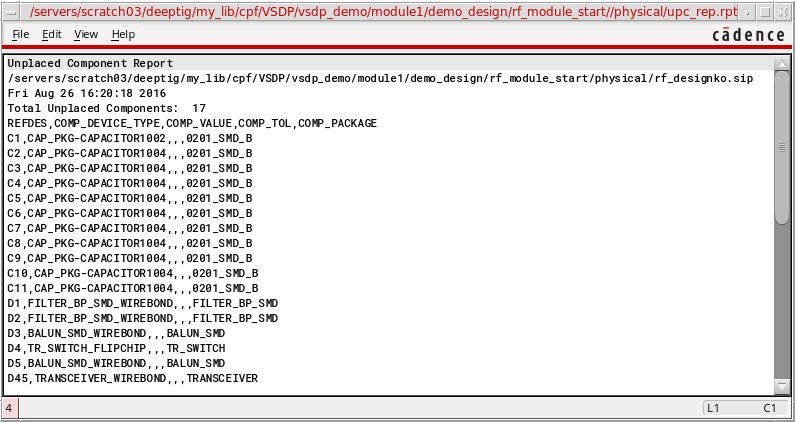 /servers/scratch03/deeptig/my_lib/cpf/VSDP/vsdp_demo/module1/demo_design/rf_module_start//physical/upc_rep.rpt
File Edit View Help
cādence
Unplaced Component Report
/servers/scratch03/deeptig/my_lib/cpf/VSDP/vsdp_demo/module1/demo_design/rf_module_start/physical/rf_designko.sip
Fri Aug 26 16:20:18 2016
Total Unplaced Components:  17
REFDES,COMP_DEVICE_TYPE,COMP_VALUE,COMP_TOL,COMP_PACKAGE
C1,CAP_PKG-CAPACITOR1002,,,0201_SMD_B
C2,CAP_PKG-CAPACITOR1004,,,0201_SMD_B
C3,CAP_PKG-CAPACITOR1004,,,0201_SMD_B
C4,CAP_PKG-CAPACITOR1004,,,0201_SMD_B
C5,CAP_PKG-CAPACITOR1004,,,0201_SMD_B
C6,CAP_PKG-CAPACITOR1004,,,0201_SMD_B
C7,CAP_PKG-CAPACITOR1004,,,0201_SMD_B
C8,CAP_PKG-CAPACITOR1004,,,0201_SMD_B
C9,CAP_PKG-CAPACITOR1004,,,0201_SMD_B
C10,CAP_PKG-CAPACITOR1004,,,0201_SMD_B
C11,CAP_PKG-CAPACITOR1004,,,0201_SMD_B
D1,FILTER_BP_SMD_WIREBOND,,,FILTER_BP_SMD
D2,FILTER_BP_SMD_WIREBOND,,,FILTER_BP_SMD
D3,BALUN_SMD_WIREBOND,,,BALUN_SMD
D4,TR_SWITCH_FLIPCHIP,,,TR_SWITCH
D5,BALUN_SMD_WIREBOND,,,BALUN_SMD
D45,TRANSCEIVER_WIREBOND,,,TRANSCEIVER
4 L1 C1